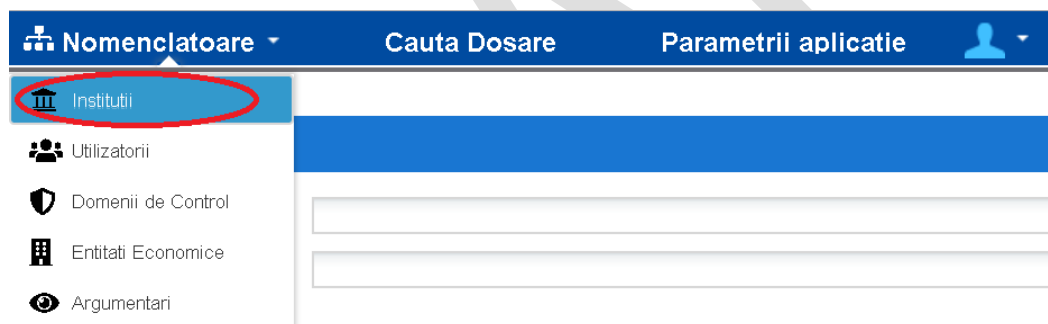 Nomenclatoare Cauta Dosare Parametrii aplicatie
Institutii
Utilizatorii
Domenii de Control
Entitati Economice
Argumentari